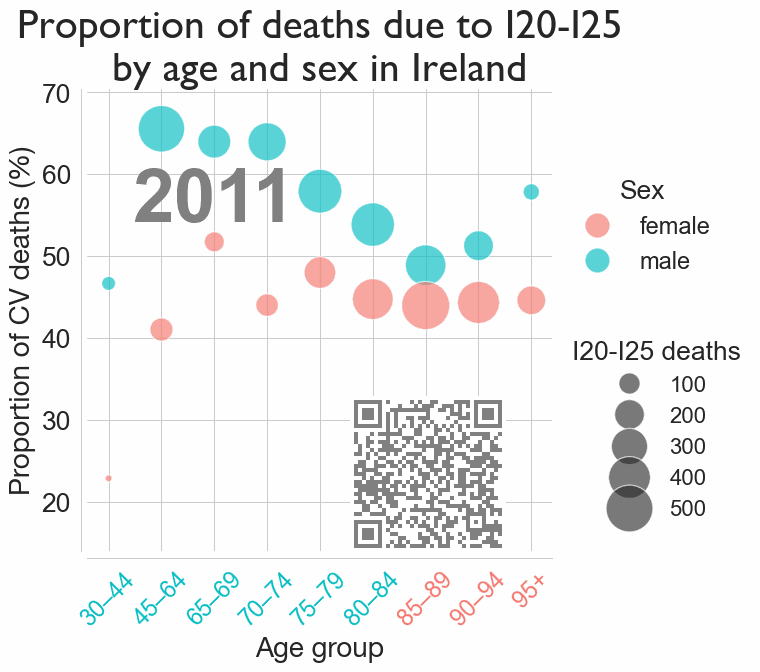 Proportion of deaths due to I20-I25
by age and sex in Ireland
70
60
50
40
30
20
Proportion of CV deaths (%)
2011
30–44
45–64
65–69
70–74
75–79
80–84
85–89
90–94
95+
Age group
Sex
female
male
I20-I25 deaths
100
200
300
400
500